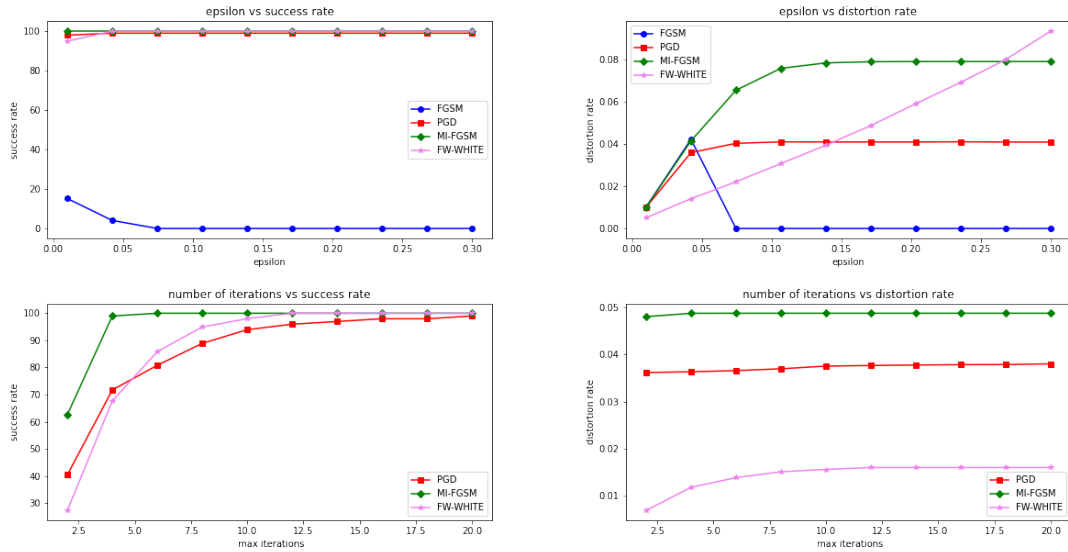 epsilon vs success rate
100
80
60
40
20
0
success rate
FGSM
PGD
MI-FGSM
FW-WHITE
0.00 0.05 0.10 0.15 0.20 0.25 0.30
epsilon
epsilon vs distortion rate
0.08
0.06
0.04
0.02
0.00
distortion rate
FGSM
PGD
MI-FGSM
FW-WHITE
0.00 0.05 0.10 0.15 0.20 0.25 0.30
epsilon
number of iterations vs success rate
100
90
80
70
60
50
40
30
success rate
PGD
MI-FGSM
FW-WHITE
2.5 5.0 7.5 10.0 12.5 15.0 17.5 20.0
max iterations
number of iterations vs distortion rate
0.05
0.04
0.03
0.02
0.01
distortion rate
PGD
MI-FGSM
FW-WHITE
2.5 5.0 7.5 10.0 12.5 15.0 17.5 20.0
max iterations